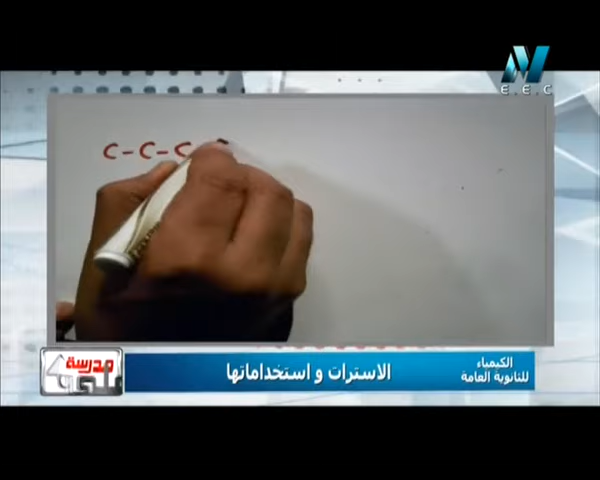 E.E.C
C-C-C
الكيمياء
للثانوية العامة
الاسترات و استخداماتها
مدرسة